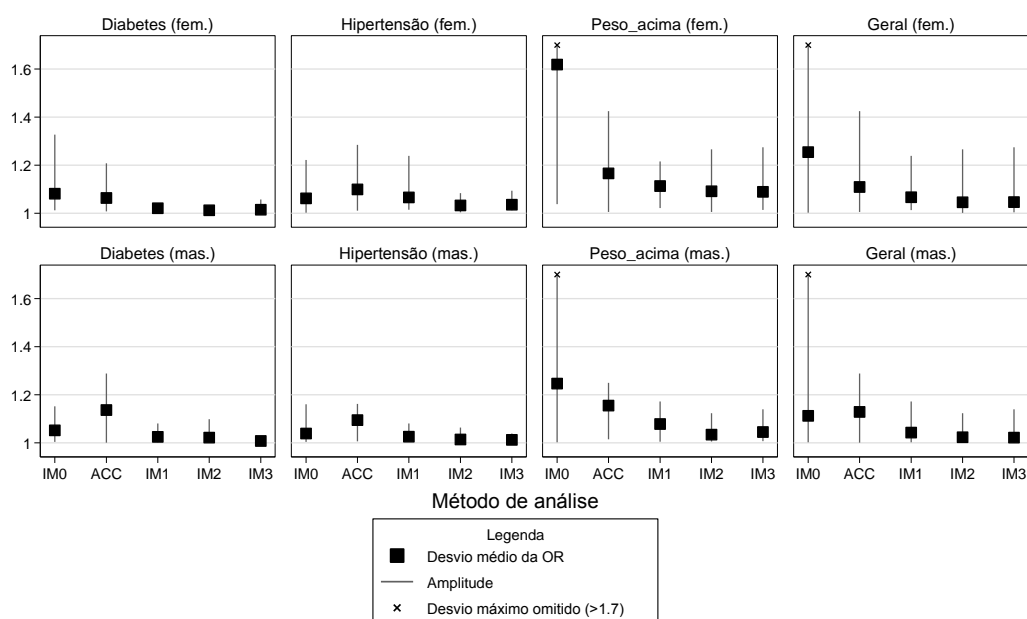 Diabetes (fem.) Hipertensão (fem.) Peso_acima (fem.) Geral (fem.)
1.6
1.4
1.2
1
Diabetes (mas.) Hipertensão (mas.) Peso_acima (mas.) Geral (mas.)
1.6
1.4
1.2
1
IM0 ACC IM1 IM2 IM3 IM0 ACC IM1 IM2 IM3 IM0 ACC IM1 IM2 IM3 IM0 ACC IM1 IM2 IM3
Método de análise
Legenda
Desvio médio da OR
Amplitude
Desvio máximo omitido (>1.7)